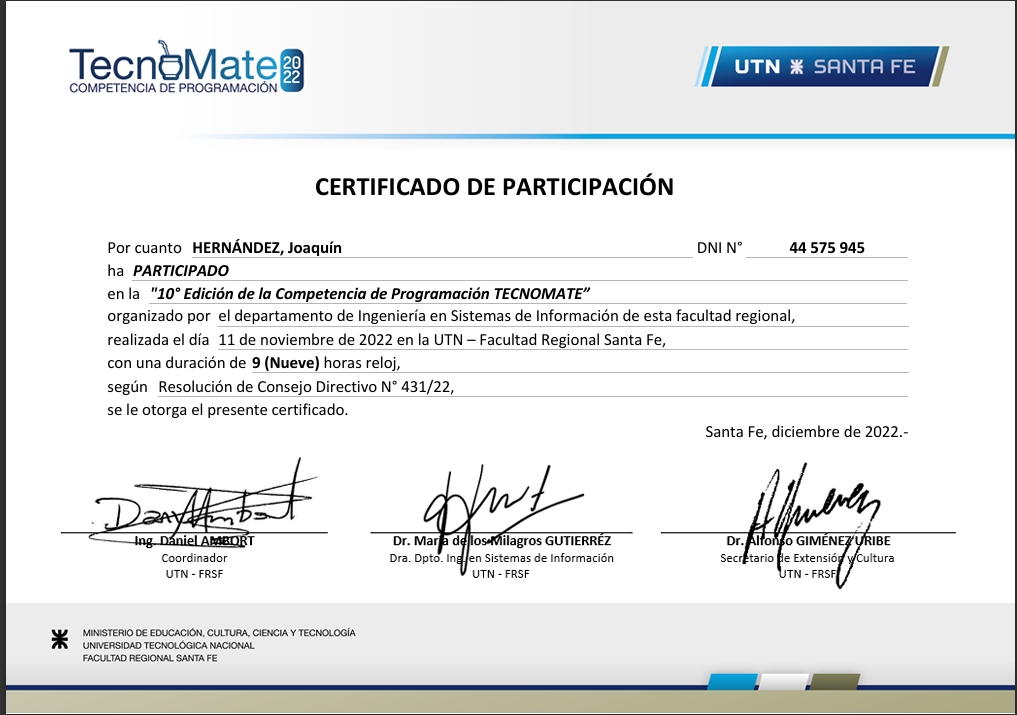 TecnoMate 2022
COMPETENCIA DE PROGRAMACIÓN
UTN SANTA FE
CERTIFICADO DE PARTICIPACIÓN
Por cuanto HERNÁNDEZ, Joaquín DNI N° 44 575 945
ha PARTICIPADO
en la "10° Edición de la Competencia de Programación TECNOMATE”
organizado por el departamento de Ingeniería en Sistemas de Información de esta facultad regional,
realizada el día 11 de noviembre de 2022 en la UTN – Facultad Regional Santa Fe,
con una duración de 9 (Nueve) horas reloj,
según Resolución de Consejo Directivo N° 431/22,
se le otorga el presente certificado.
Santa Fe, diciembre de 2022.-
Ing. Daniel AMBORT
Coordinador
UTN - FRSF
Dr. María de los Milagros GUTIERRÉZ
Dra. Dpto. Ing. en Sistemas de Información
UTN - FRSF
Dr. Alfonso GIMÉNEZ URIBE
Secretario de Extensión y Cultura
UTN - FRSF
MINISTERIO DE EDUCACIÓN, CULTURA, CIENCIA Y TECNOLOGÍA
UNIVERSIDAD TECNOLÓGICA NACIONAL
FACULTAD REGIONAL SANTA FE